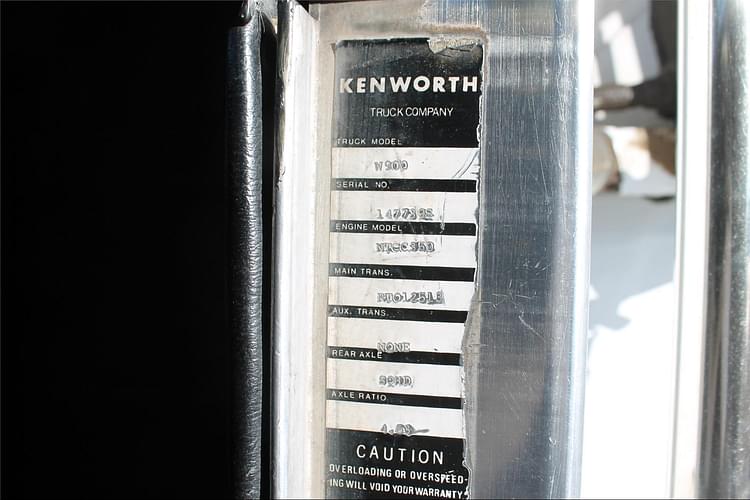 KENWORTH
TRUCK COMPANY
TRUCK MODEL
W900
SERIAL NO.
ENGINE MODEL
MAIN TRANS.
AUX. TRANS.
NONE
REAR AXLE
SQHD
AXLE RATIO
CAUTION
OVERLOADING OR OVERSPEED-
ING WILL VOID YOUR WARRANTY